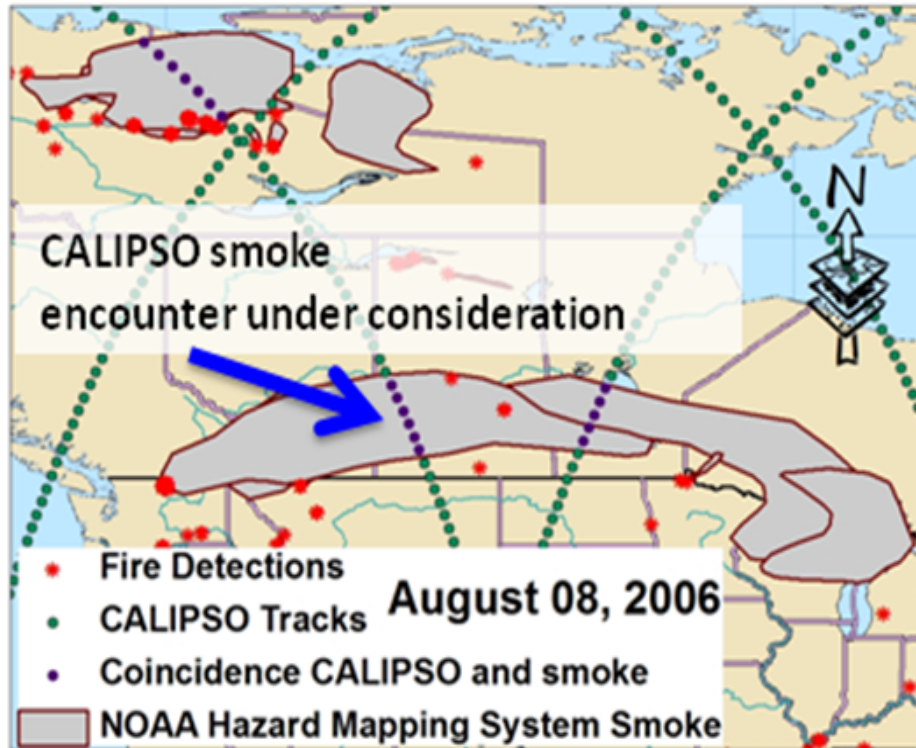 N
CALIPSO smoke
encounter under consideration
Fire Detections
August 08, 2006
CALIPSO Tracks
Coincidence CALIPSO and smoke
NOAA Hazard Mapping System Smoke